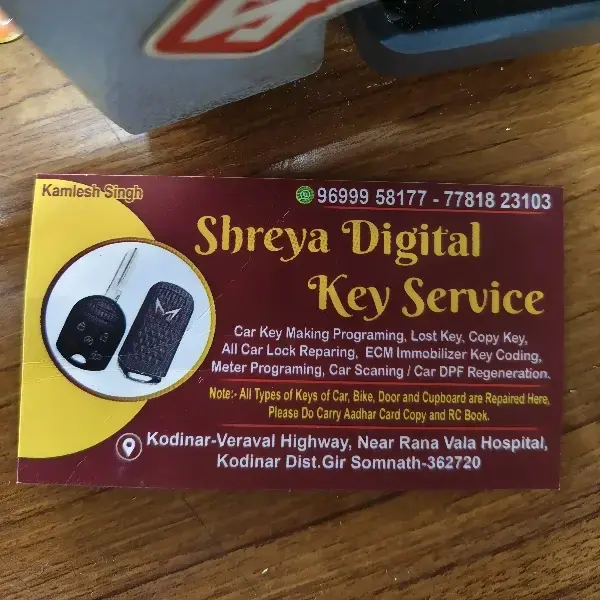 Kamlesh Singh
96999 58177 - 77818 23103
Shreya Digital
Key Service
Car Key Making Programing, Lost Key, Copy Key,
All Car Lock Reparing, ECM Immobilizer Key Coding,
Meter Programing, Car Scaning / Car DPF Regeneration.
Note:- All Types of Keys of Car, Bike, Door and Cupboard are Repaired Here,
Please Do Carry Aadhar Card Copy and RC Book.
Kodinar-Veraval Highway, Near Rana Vala Hospital,
Kodinar Dist.Gir Somnath-362720